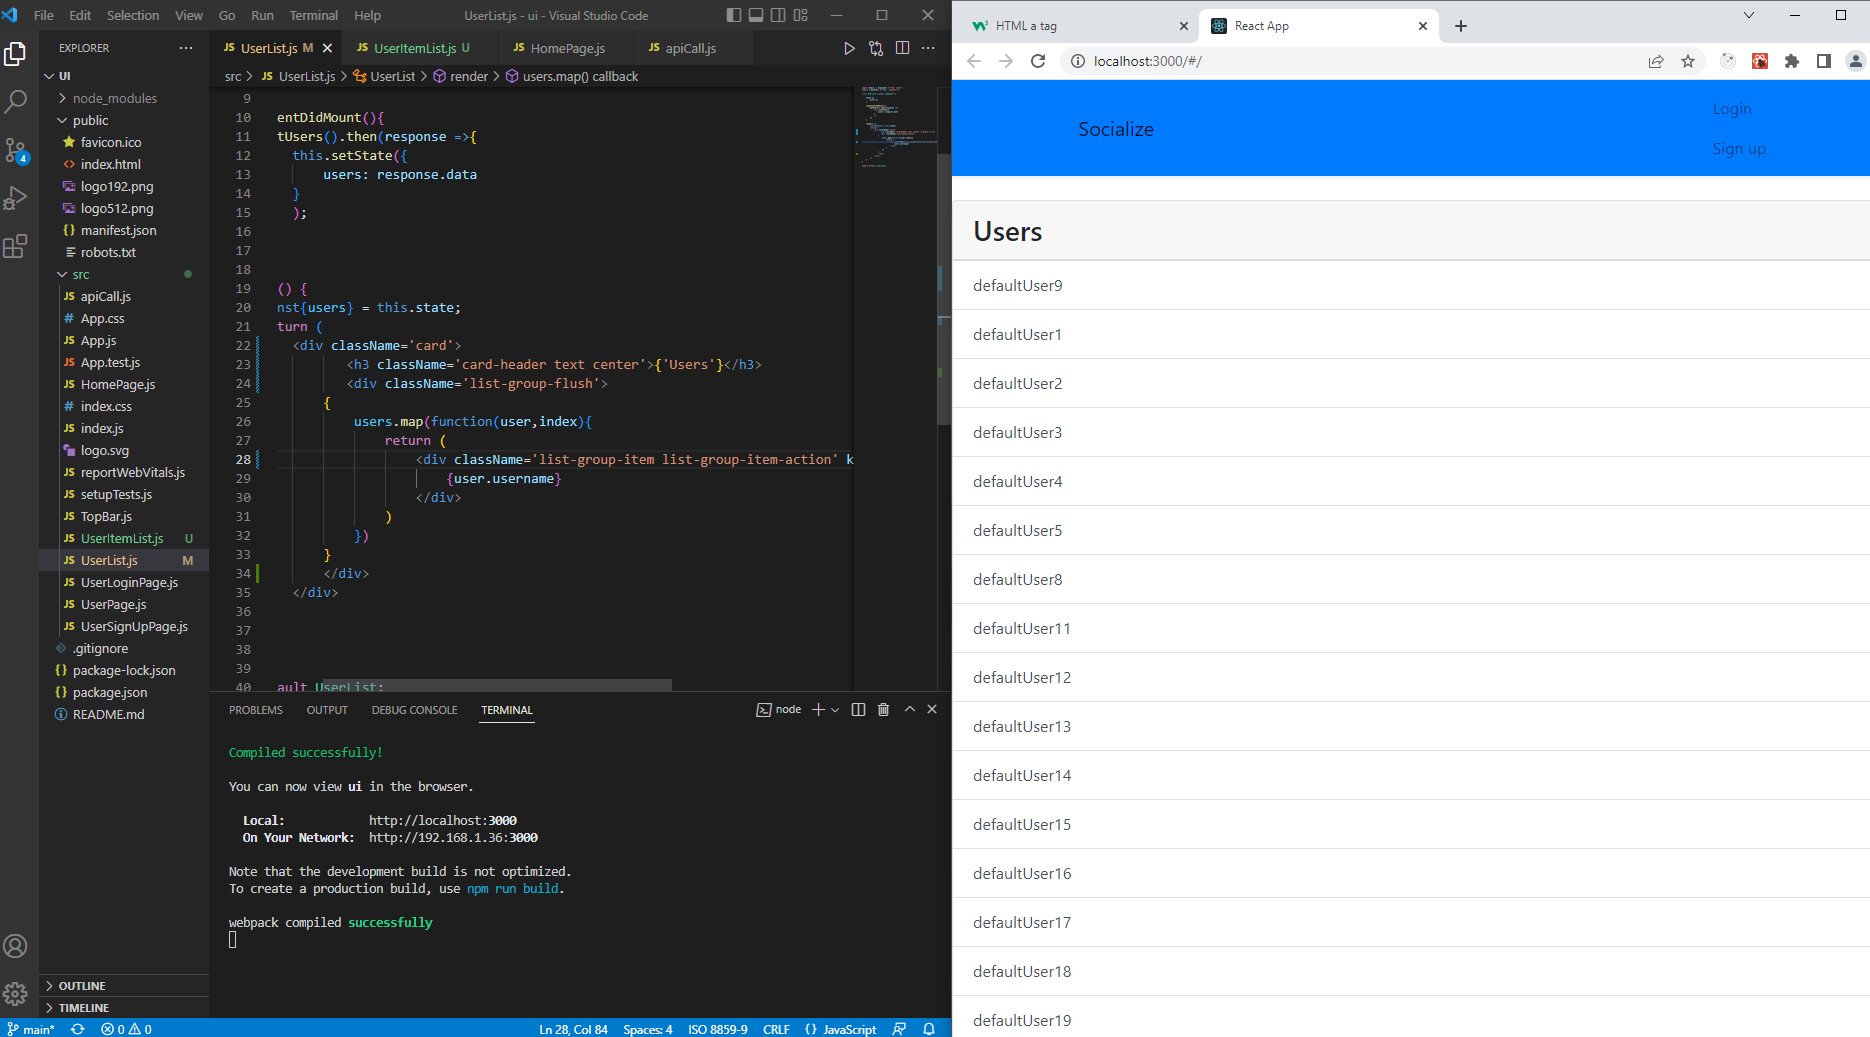 File Edit Selection View Go Run Terminal Help UserList.js - ui - Visual Studio Code
EXPLORER
UI
node_modules
public
favicon.ico
index.html
logo192.png
logo512.png
manifest.json
robots.txt
src
apiCall.js
App.css
App.js
App.test.js
HomePage.js
index.css
index.js
logo.svg
reportWebVitals.js
setupTests.js
TopBar.js
UserItemList.js U
UserList.js M
UserLoginPage.js
UserPage.js
UserSignUpPage.js
.gitignore
package-lock.json
package.json
README.md
OUTLINE
TIMELINE
4
UserList.js M UserItemList.js U HomePage.js apiCall.js
src > JS UserList.js > UserList > render > users.map() callback
9
10 entDidMount(){
11 tUsers().then(response =>{
12 this.setState({
13 users: response.data
14 }
15 );
16
17
18
19 () {
20 nst{users} = this.state;
21 turn (
22 <div className='card'>
23 <h3 className='card-header text center'>{'Users'}</h3>
24 <div className='list-group-flush'>
25 {
26 users.map(function(user,index){
27 return (
28 <div className='list-group-item list-group-item-action' k
29 {user.username}
30 </div>
31 )
32 })
33 }
34 </div>
35 </div>
36
37
38
39
40 ault UserList;
PROBLEMS OUTPUT DEBUG CONSOLE TERMINAL node
Compiled successfully!
You can now view ui in the browser.
Local: http://localhost:3000
On Your Network: http://192.168.1.36:3000
Note that the development build is not optimized.
To create a production build, use npm run build.
webpack compiled successfully
main* 0 0 Ln 28, Col 84 Spaces: 4 ISO 8859-9 CRLF {} JavaScript
HTML a tag React App
localhost:3000/#/
Socialize
Login
Sign up
Users
defaultUser9
defaultUser1
defaultUser2
defaultUser3
defaultUser4
defaultUser5
defaultUser8
defaultUser11
defaultUser12
defaultUser13
defaultUser14
defaultUser15
defaultUser16
defaultUser17
defaultUser18
defaultUser19